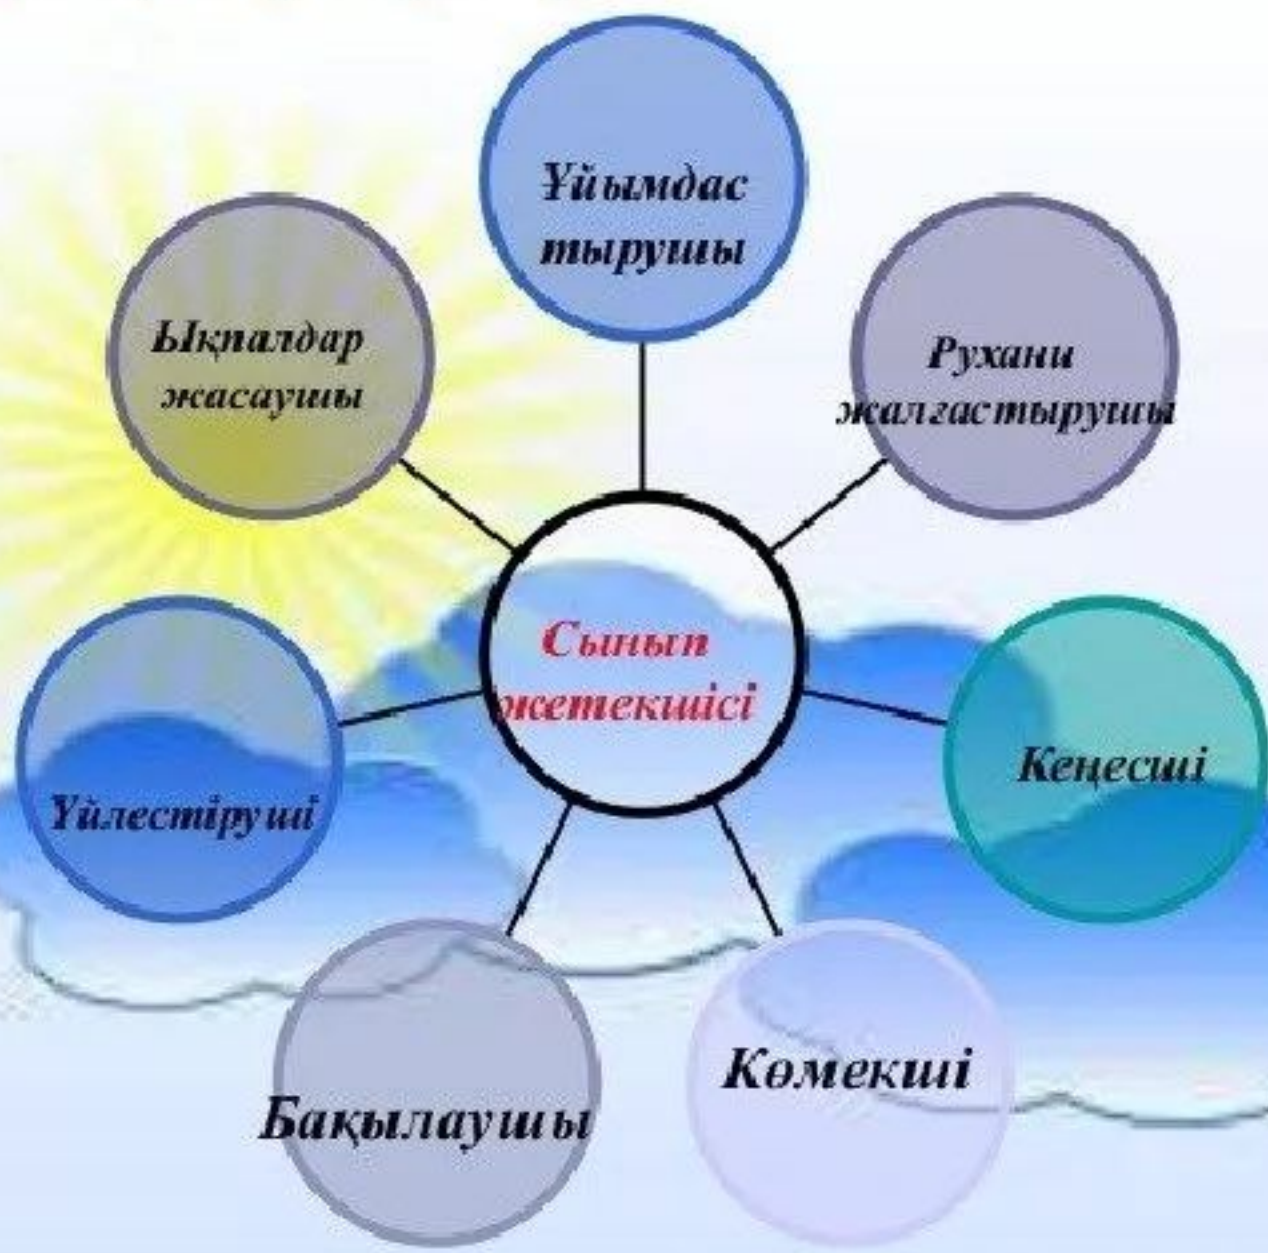 Ұйымдас
тырушы
Ықпалдар
жасаушы
Рухани
жалғастырушы
Сынып
жетекшісі
Кеңесші
Үйлестіруші
Көмекші
Бақылаушы